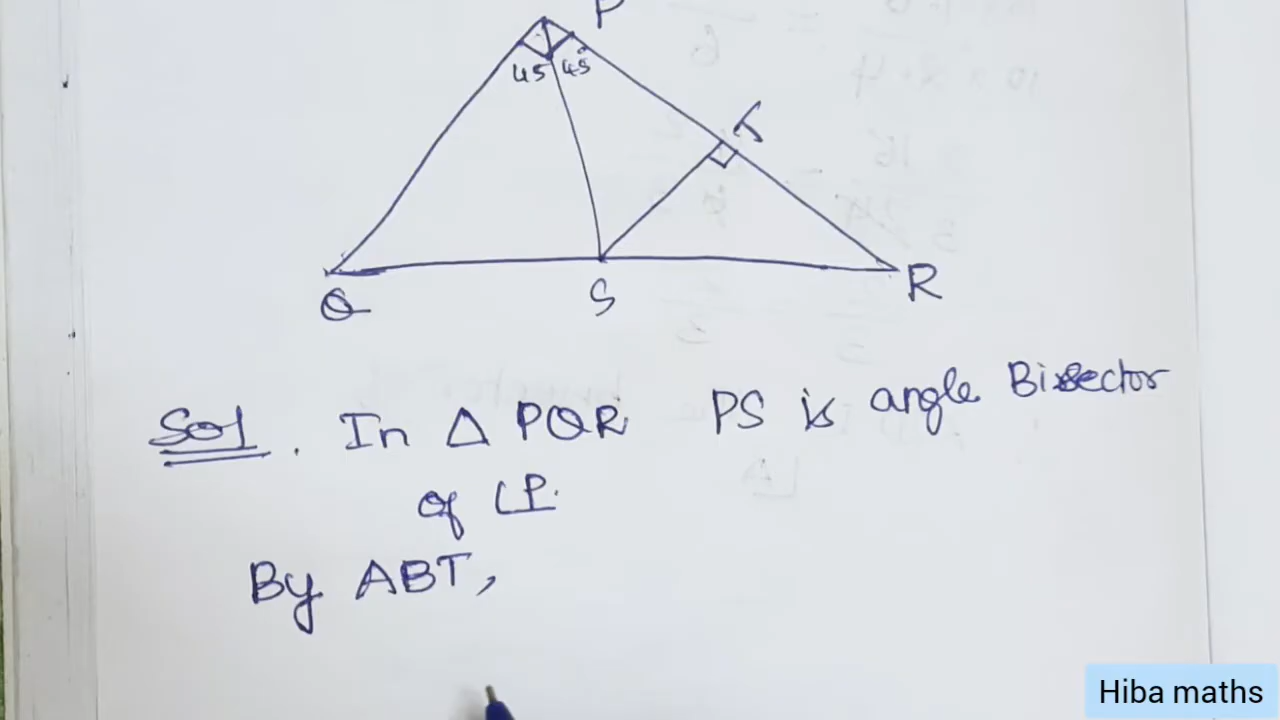 P
45 45°
T
Q S R
Sol. In Δ PQR PS is angle Bisector
of ∠P.
By ABT,
Hiba maths